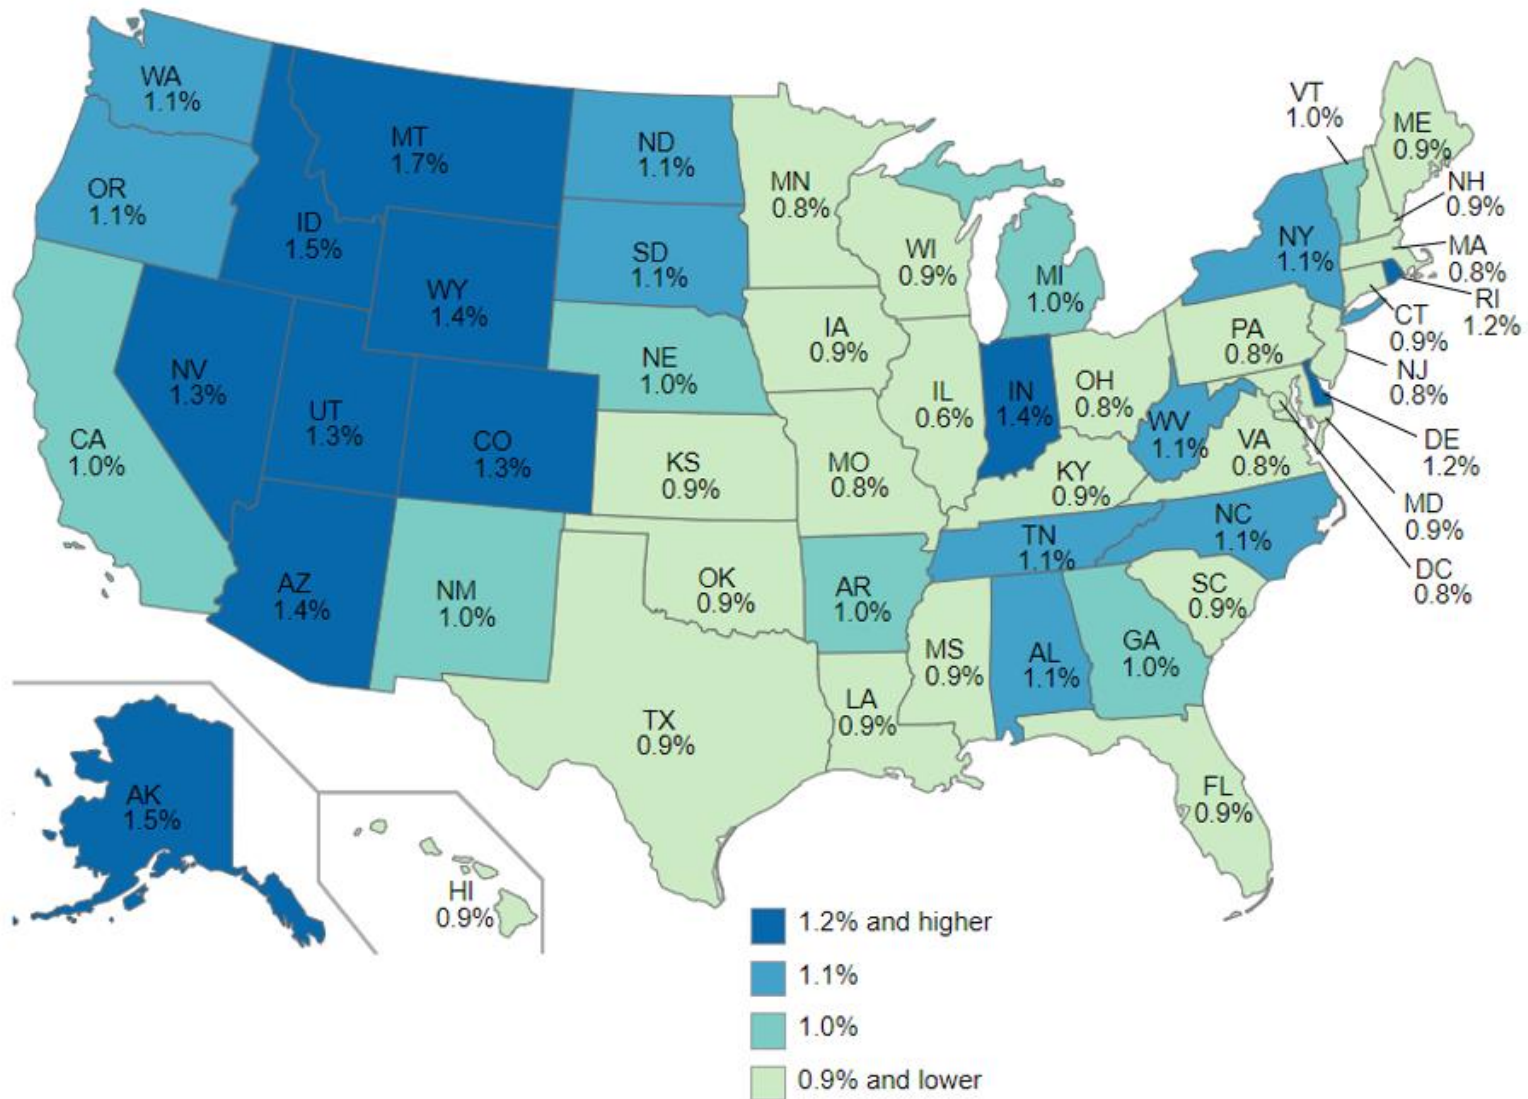 WA
1.1%
OR
1.1%
CA
1.0%
NV
1.3%
ID
1.5%
MT
1.7%
WY
1.4%
UT
1.3%
CO
1.3%
AZ
1.4%
NM
1.0%
ND
1.1%
SD
1.1%
NE
1.0%
KS
0.9%
OK
0.9%
TX
0.9%
MN
0.8%
IA
0.9%
MO
0.8%
AR
1.0%
LA
0.9%
WI
0.9%
IL
0.6%
MI
1.0%
IN
1.4%
OH
0.8%
KY
0.9%
TN
1.1%
MS
0.9%
AL
1.1%
GA
1.0%
FL
0.9%
SC
0.9%
NC
1.1%
VA
0.8%
WV
1.1%
PA
0.8%
NY
1.1%
VT
1.0%
ME
0.9%
NH
0.9%
MA
0.8%
RI
1.2%
CT
0.9%
NJ
0.8%
DE
1.2%
MD
0.9%
DC
0.8%
AK
1.5%
HI
0.9%
1.2% and higher
1.1%
1.0%
0.9% and lower